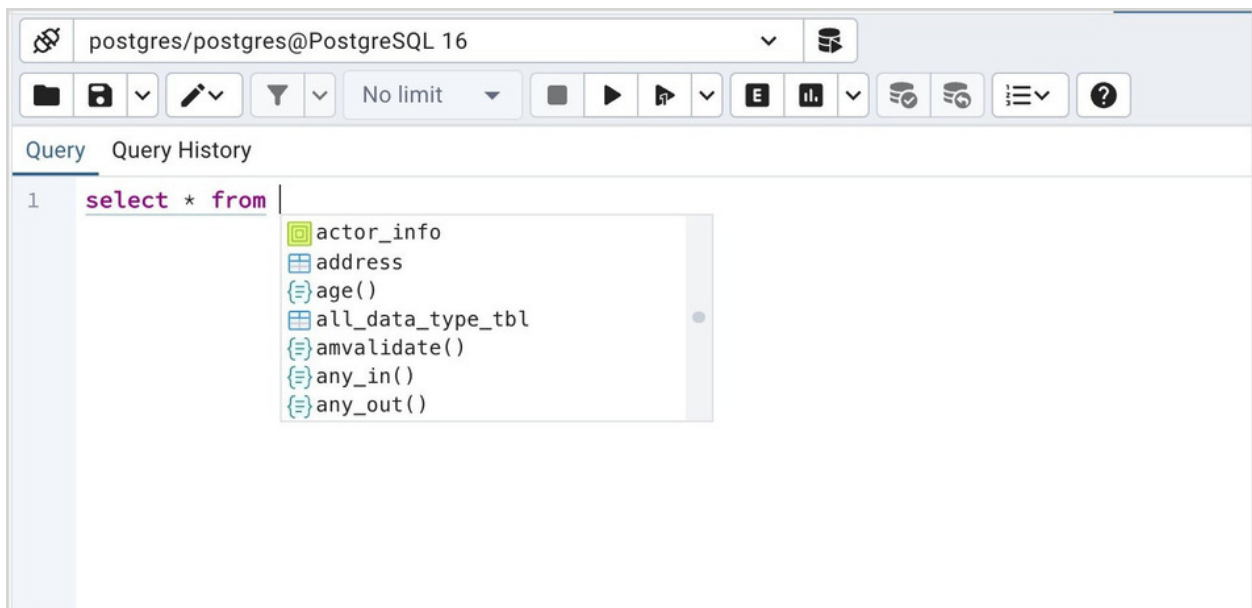 postgres/postgres@PostgreSQL 16
No limit
E
Query Query History
1 select * from
actor_info
address
age()
all_data_type_tbl
amvalidate()
any_in()
any_out()